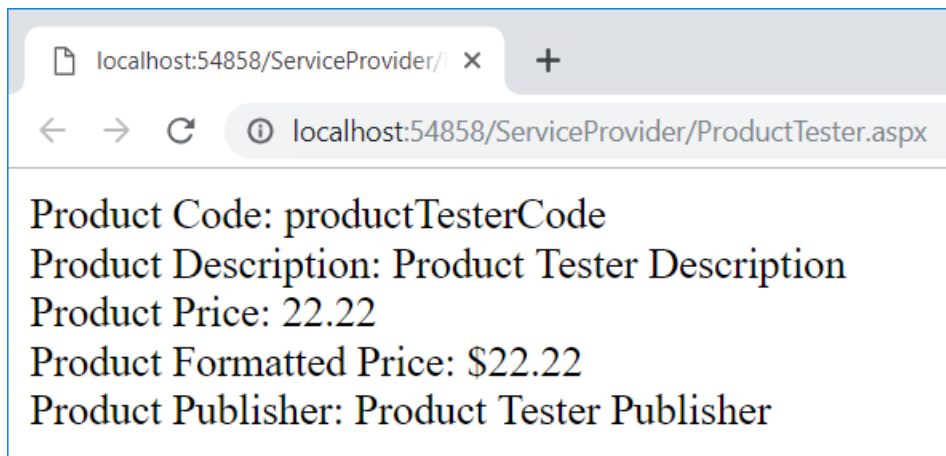 localhost:54858/ServiceProvider/
localhost:54858/ServiceProvider/ProductTester.aspx
Product Code: productTesterCode
Product Description: Product Tester Description
Product Price: 22.22
Product Formatted Price: $22.22
Product Publisher: Product Tester Publisher